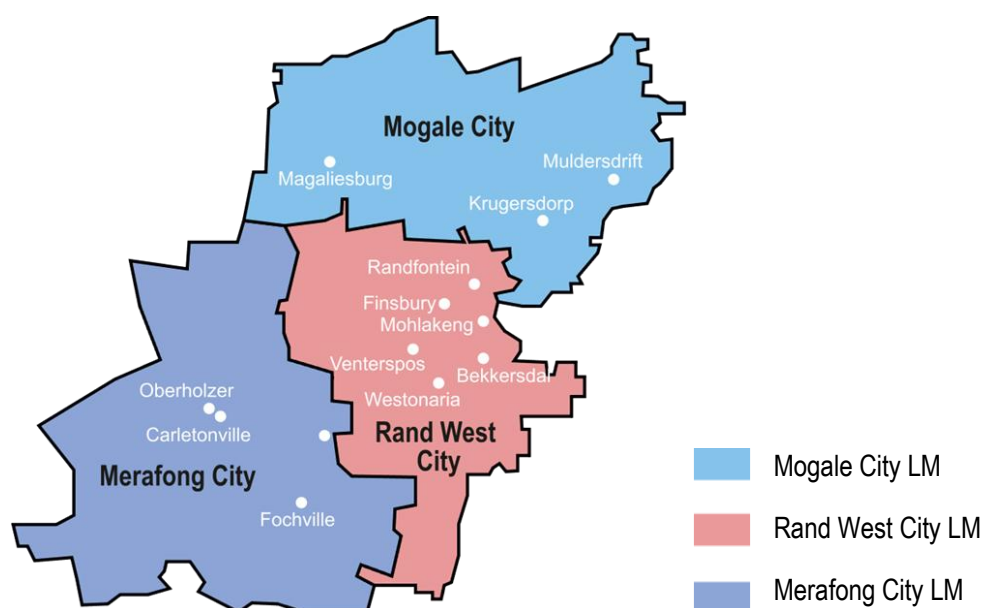 Mogale City
Muldersdrift
Magaliesburg
Krugersdorp
Randfontein
Finsbury
Mohlakeng
Venterspos
Bekkersdal
Westonaria
Oberholzer
Carletonville
Rand West
City
Merafong City
Fochville
Mogale City LM
Rand West City LM
Merafong City LM